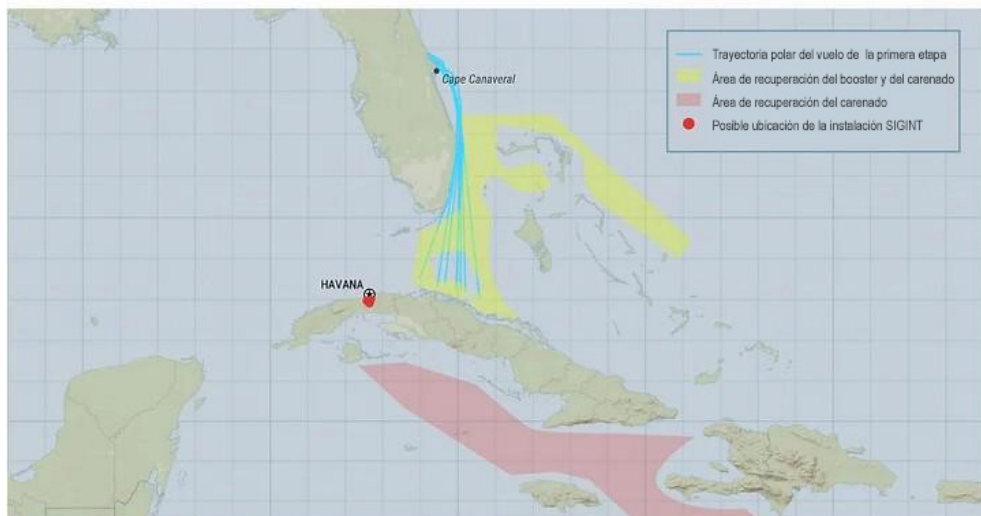 Trayectoria polar del vuelo de la primera etapa
Área de recuperación del booster y del carenado
Área de recuperación del carenado
Posible ubicación de la instalación SIGINT
Cape Canaveral
HAVANA